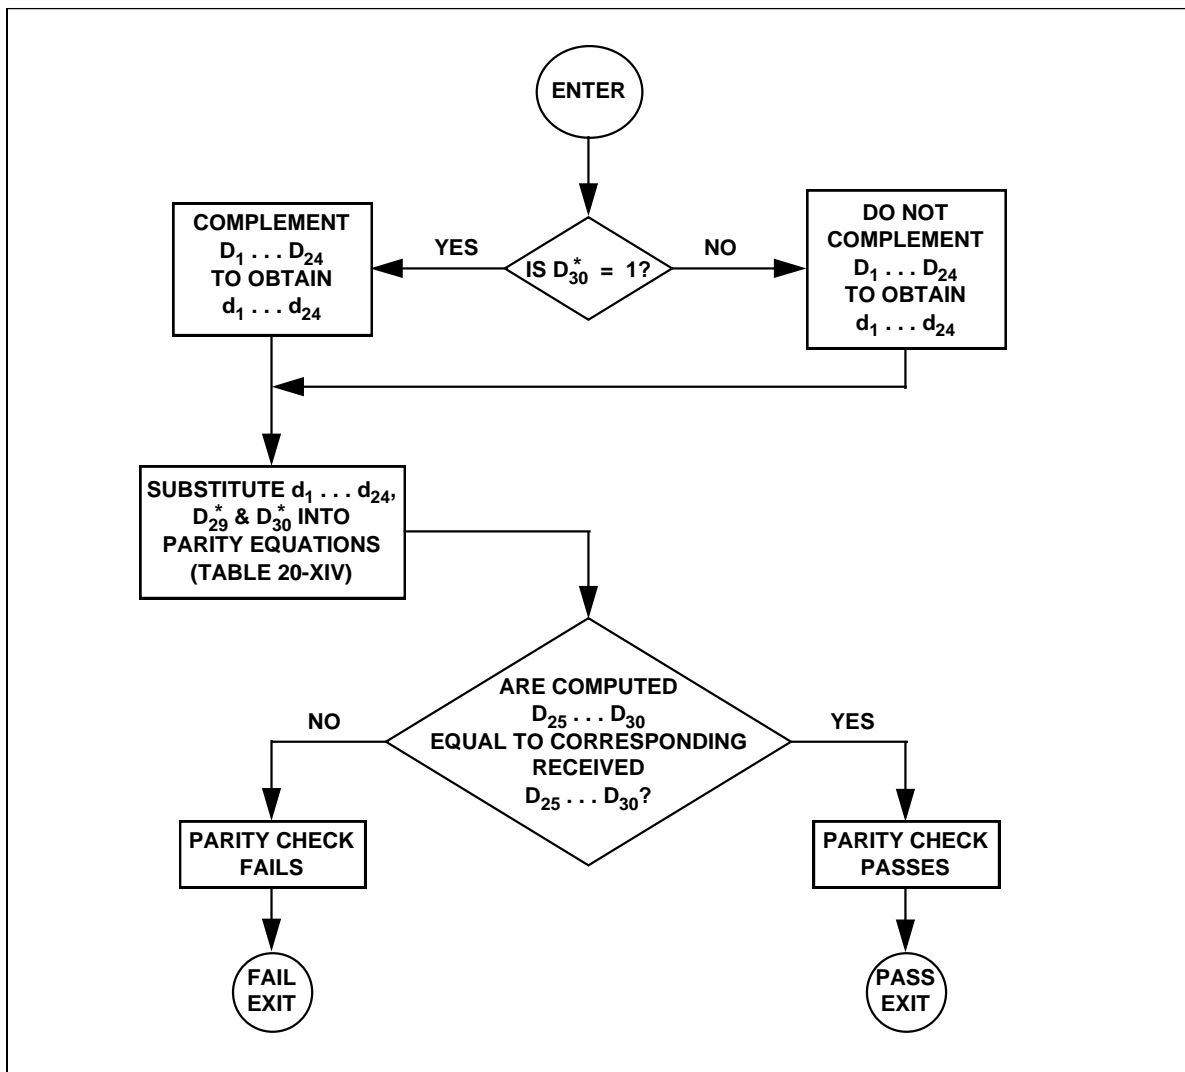 ENTER
COMPLEMENT
D₁ . . . D₂₄
TO OBTAIN
d₁ . . . d₂₄
YES
IS D*₃₀ = 1?
NO
DO NOT
COMPLEMENT
D₁ . . . D₂₄
TO OBTAIN
d₁ . . . d₂₄
SUBSTITUTE d₁ . . . d₂₄,
D*₂₉ & D*₃₀ INTO
PARITY EQUATIONS
(TABLE 20-XIV)
ARE COMPUTED
D₂₅ . . . D₃₀
EQUAL TO CORRESPONDING
RECEIVED
D₂₅ . . . D₃₀?
NO
YES
PARITY CHECK
FAILS
PARITY CHECK
PASSES
FAIL
EXIT
PASS
EXIT